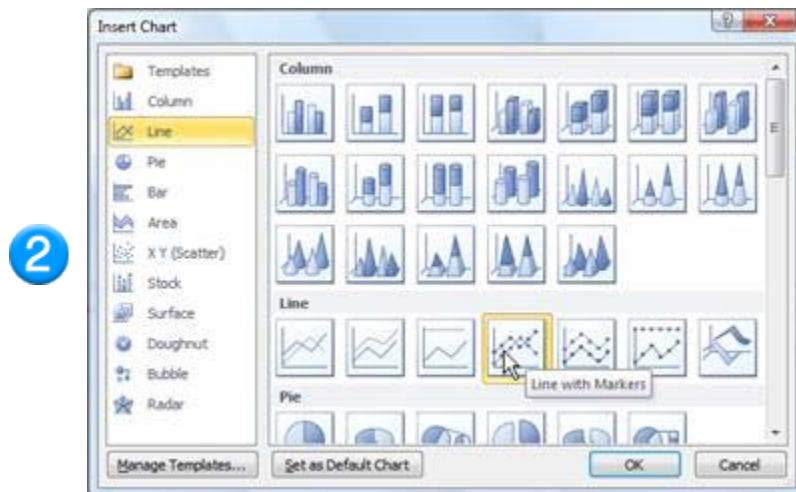 Insert Chart
Templates
Column
Line
Pie
Bar
Area
X Y (Scatter)
Stock
Surface
Doughnut
Bubble
Radar
Column
Line
Line with Markers
Pie
Manage Templates...
Set as Default Chart
OK
Cancel
2